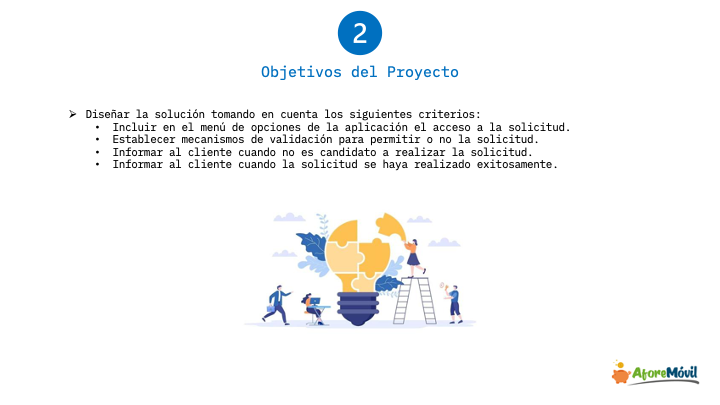 2
Objetivos del Proyecto
➢ Diseñar la solución tomando en cuenta los siguientes criterios:
• Incluir en el menú de opciones de la aplicación el acceso a la solicitud.
• Establecer mecanismos de validación para permitir o no la solicitud.
• Informar al cliente cuando no es candidato a realizar la solicitud.
• Informar al cliente cuando la solicitud se haya realizado exitosamente.
AforeMóvil